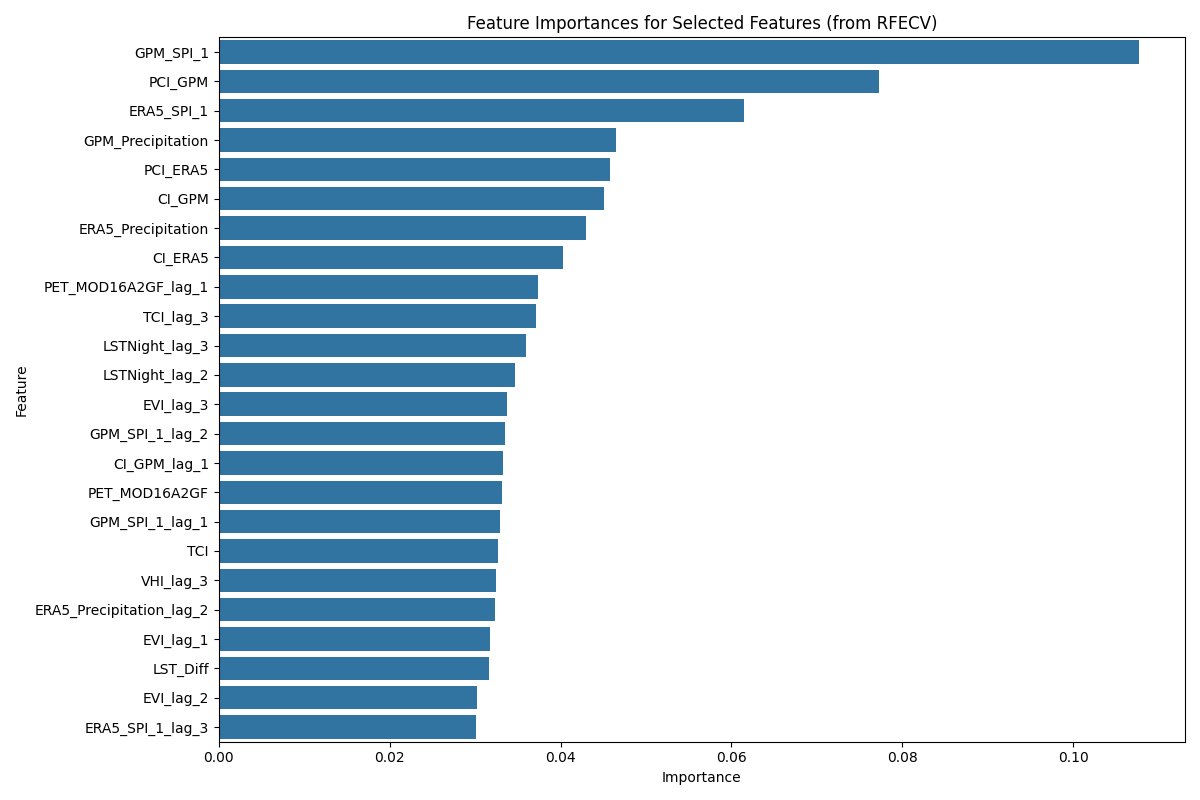 Feature Importances for Selected Features (from RFECV)
GPM_SPI_1
PCI_GPM
ERA5_SPI_1
GPM_Precipitation
PCI_ERA5
CI_GPM
ERA5_Precipitation
CI_ERA5
PET_MOD16A2GF_lag_1
TCI_lag_3
LSTNight_lag_3
LSTNight_lag_2
EVI_lag_3
GPM_SPI_1_lag_2
CI_GPM_lag_1
PET_MOD16A2GF
GPM_SPI_1_lag_1
TCI
VHI_lag_3
ERA5_Precipitation_lag_2
EVI_lag_1
LST_Diff
EVI_lag_2
ERA5_SPI_1_lag_3
Feature
0.00 0.02 0.04 0.06 0.08 0.10
Importance